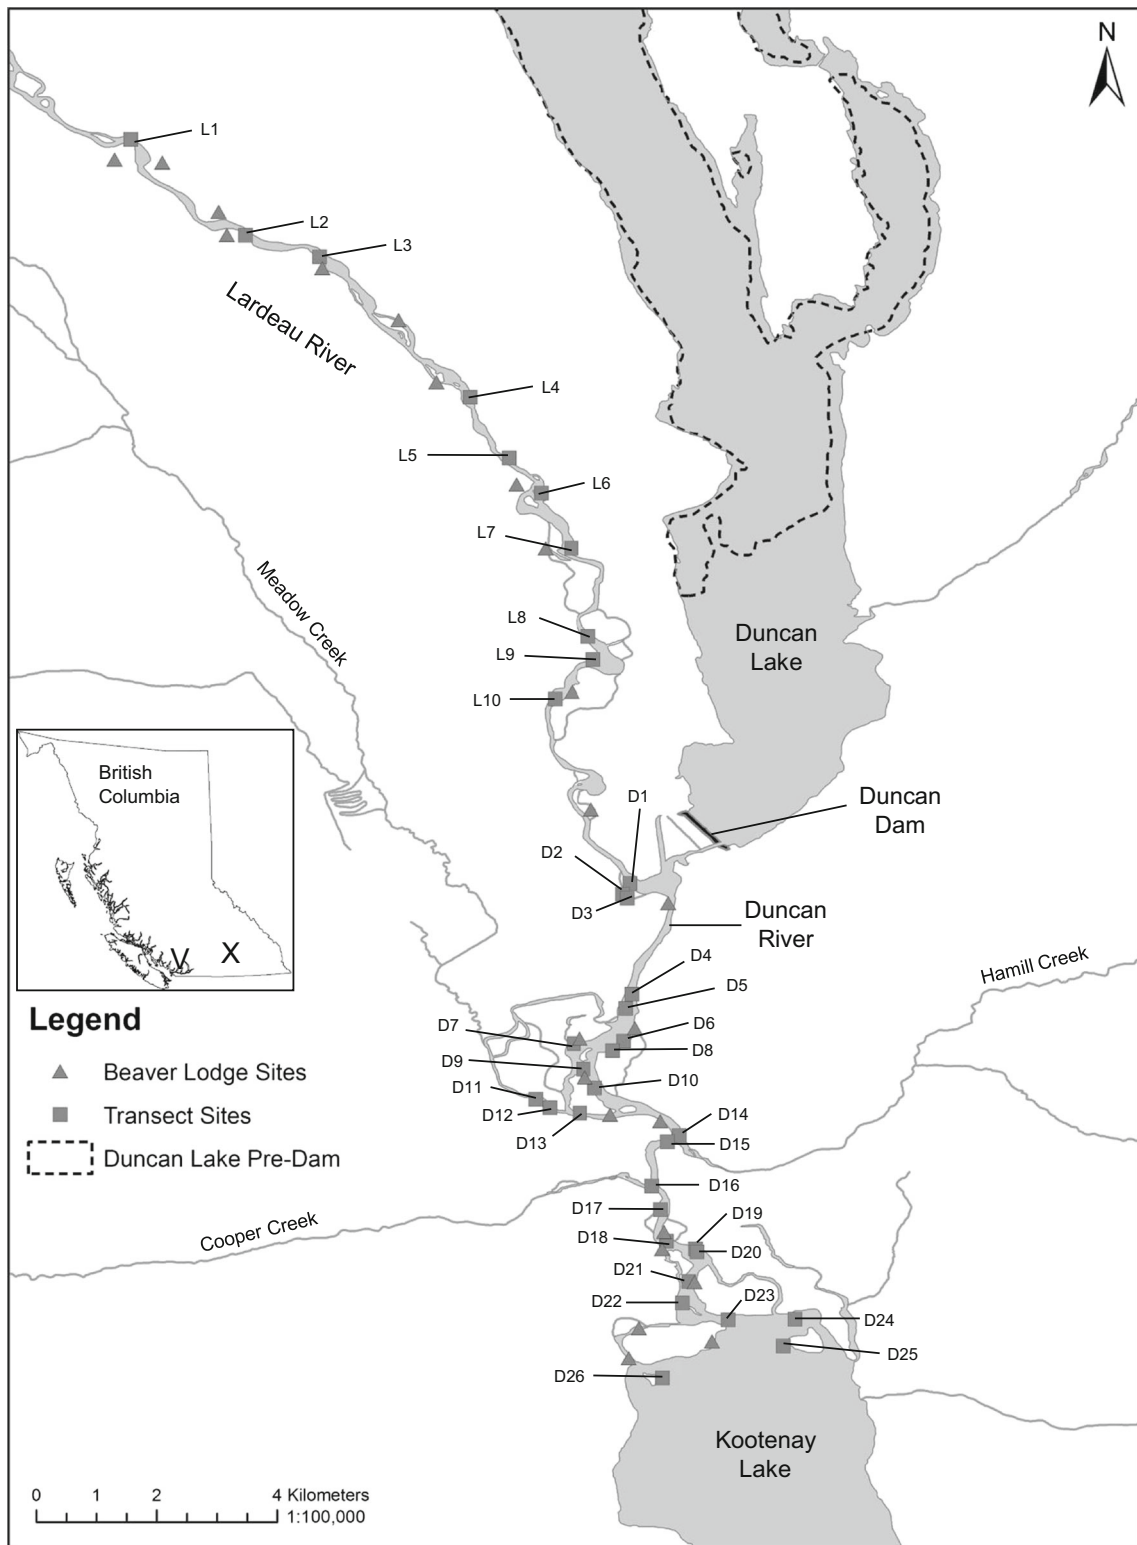 N
L1
L2
L3
Lardeau River
L4
L5
L6
L7
Meadow Creek
L8
L9
L10
Duncan
Lake
British
Columbia
V
X
D1
Duncan
Dam
D2
D3
Duncan
River
D4
Hamill Creek
D5
D6
D7
D8
D9
D10
D11
D12
D13
D14
D15
Legend
Beaver Lodge Sites
Transect Sites
Duncan Lake Pre-Dam
D16
D17
Cooper Creek
D18
D19
D20
D21
D22
D23
D24
D25
D26
Kootenay
Lake
0 1 2 4 Kilometers
1:100,000